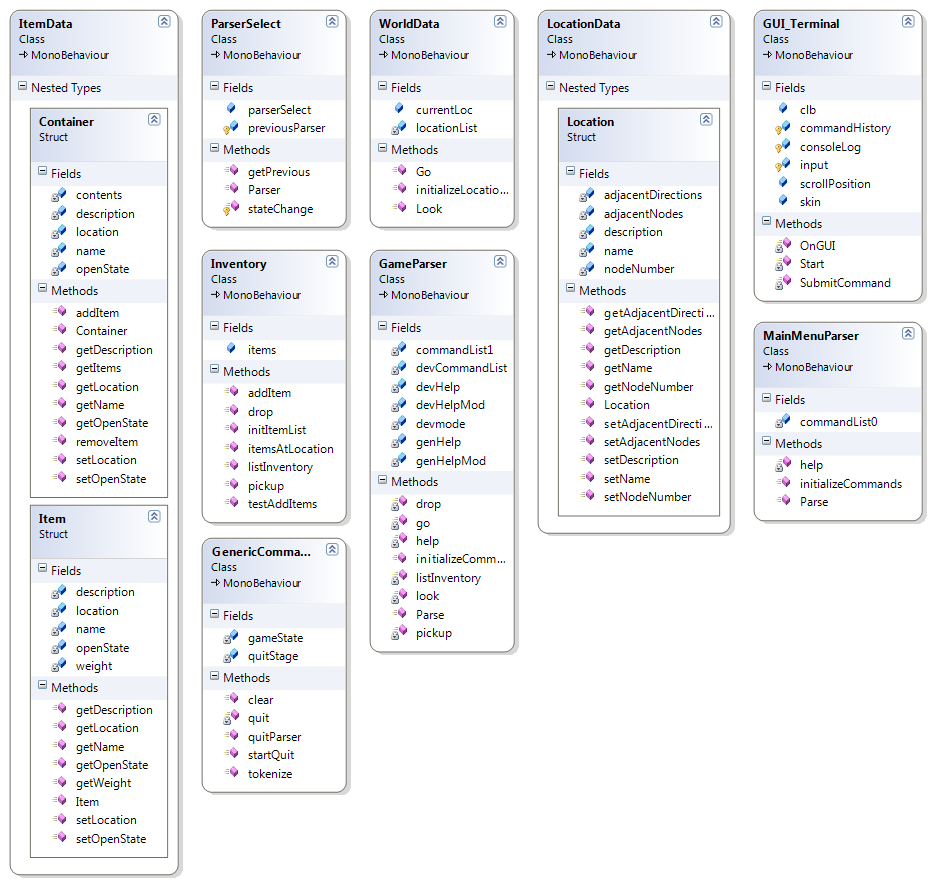 ItemData
Class
MonoBehaviour
Nested Types
Container
Struct
Fields
contents
description
location
name
openState
Methods
addItem
Container
getDescription
getItems
getLocation
getName
getOpenState
removeItem
setLocation
setOpenState
Item
Struct
Fields
description
location
name
openState
weight
Methods
getDescription
getLocation
getName
getOpenState
getWeight
Item
setLocation
setOpenState
ParserSelect
Class
MonoBehaviour
Fields
parserSelect
previousParser
Methods
getPrevious
Parser
stateChange
Inventory
Class
MonoBehaviour
Fields
items
Methods
addItem
drop
initItemList
itemsAtLocation
listInventory
pickup
testAddItems
GenericComma...
Class
MonoBehaviour
Fields
gameState
quitStage
Methods
clear
quit
quitParser
startQuit
tokenize
WorldData
Class
MonoBehaviour
Fields
currentLoc
locationList
Methods
Go
initializeLocatio...
Look
GameParser
Class
MonoBehaviour
Fields
commandList1
devCommandList
devHelp
devHelpMod
devmode
genHelp
genHelpMod
Methods
drop
go
help
initializeComm...
listInventory
look
Parse
pickup
LocationData
Class
MonoBehaviour
Nested Types
Location
Struct
Fields
adjacentDirections
adjacentNodes
description
name
nodeNumber
Methods
getAdjacentDirecti...
getAdjacentNodes
getDescription
getName
getNodeNumber
Location
setAdjacentDirecti...
setAdjacentNodes
setDescription
setName
setNodeNumber
GUI_Terminal
Class
MonoBehaviour
Fields
clb
commandHistory
consoleLog
input
scrollPosition
skin
Methods
OnGUI
Start
SubmitCommand
MainMenuParser
Class
MonoBehaviour
Fields
commandList0
Methods
help
initializeCommands
Parse